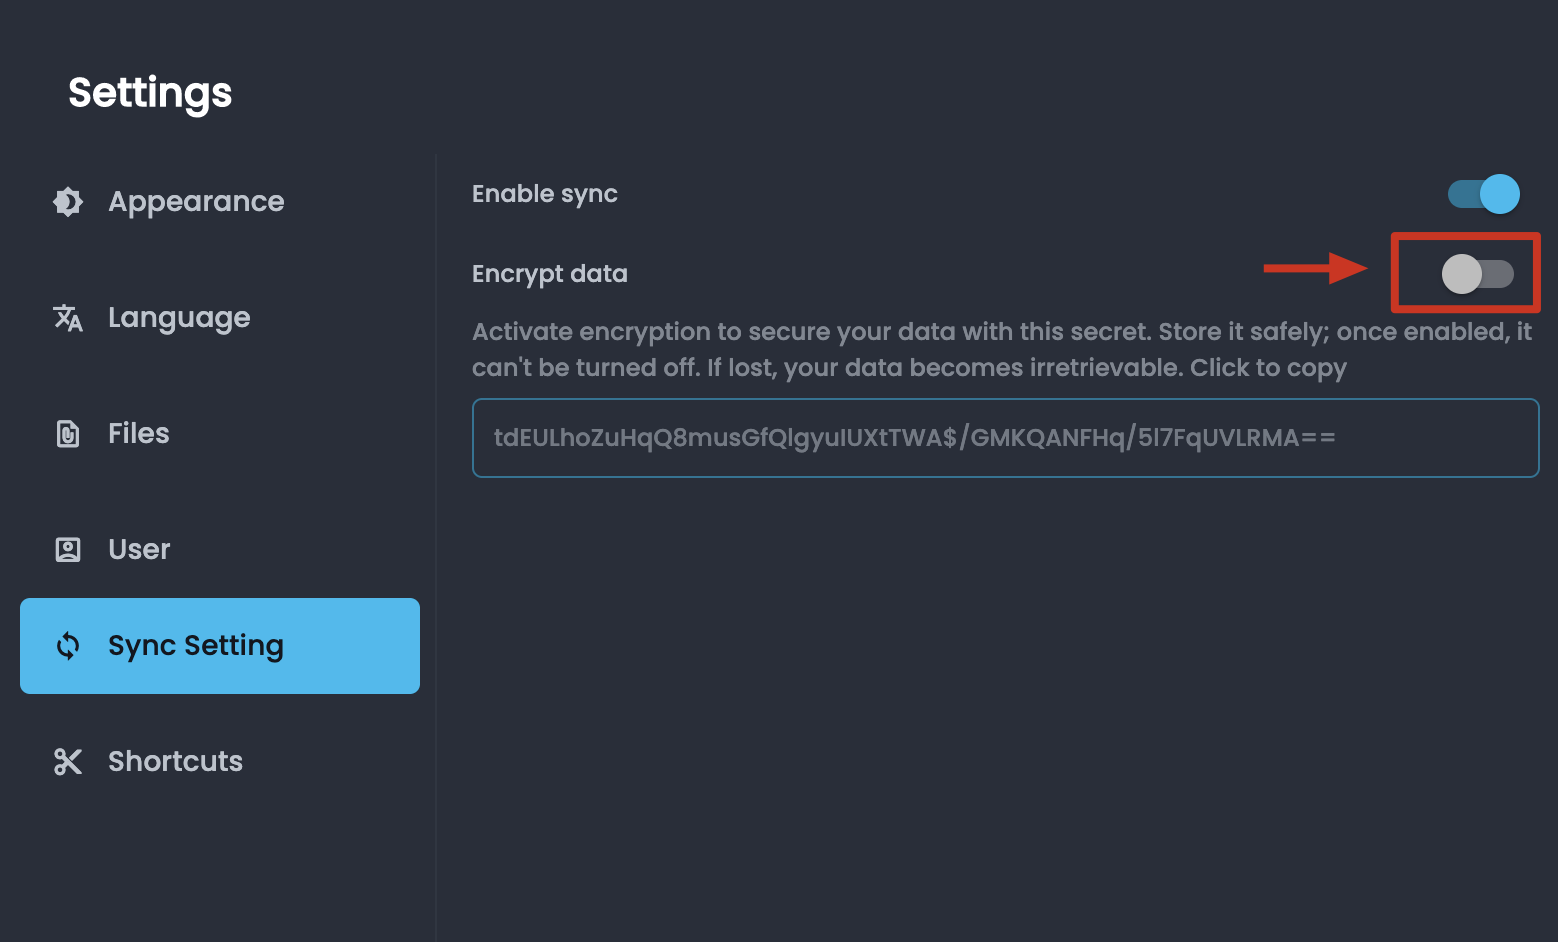 Settings
Appearance
Language
Files
User
Sync Setting
Shortcuts
Enable sync
Encrypt data
Activate encryption to secure your data with this secret. Store it safely; once enabled, it
can't be turned off. If lost, your data becomes irretrievable. Click to copy
tdEULhoZuHqQ8musGfQlgyuIUXtTWA$/GMKQANFHq/5l7FqUVLRMA==